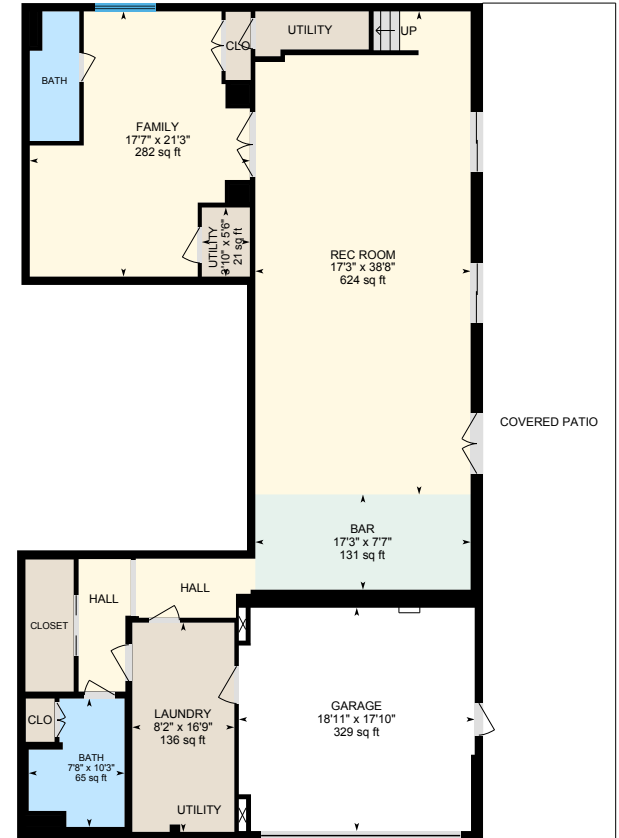 UTILITY
UP
CLO
BATH
FAMILY
17'7" x 21'3"
282 sq ft
UTILITY
3'10" x 5'6"
21 sq ft
REC ROOM
17'3" x 38'8"
624 sq ft
COVERED PATIO
BAR
17'3" x 7'7"
131 sq ft
HALL
HALL
CLOSET
LAUNDRY
8'2" x 16'9"
136 sq ft
GARAGE
18'11" x 17'10"
329 sq ft
CLO
BATH
7'8" x 10'3"
65 sq ft
UTILITY